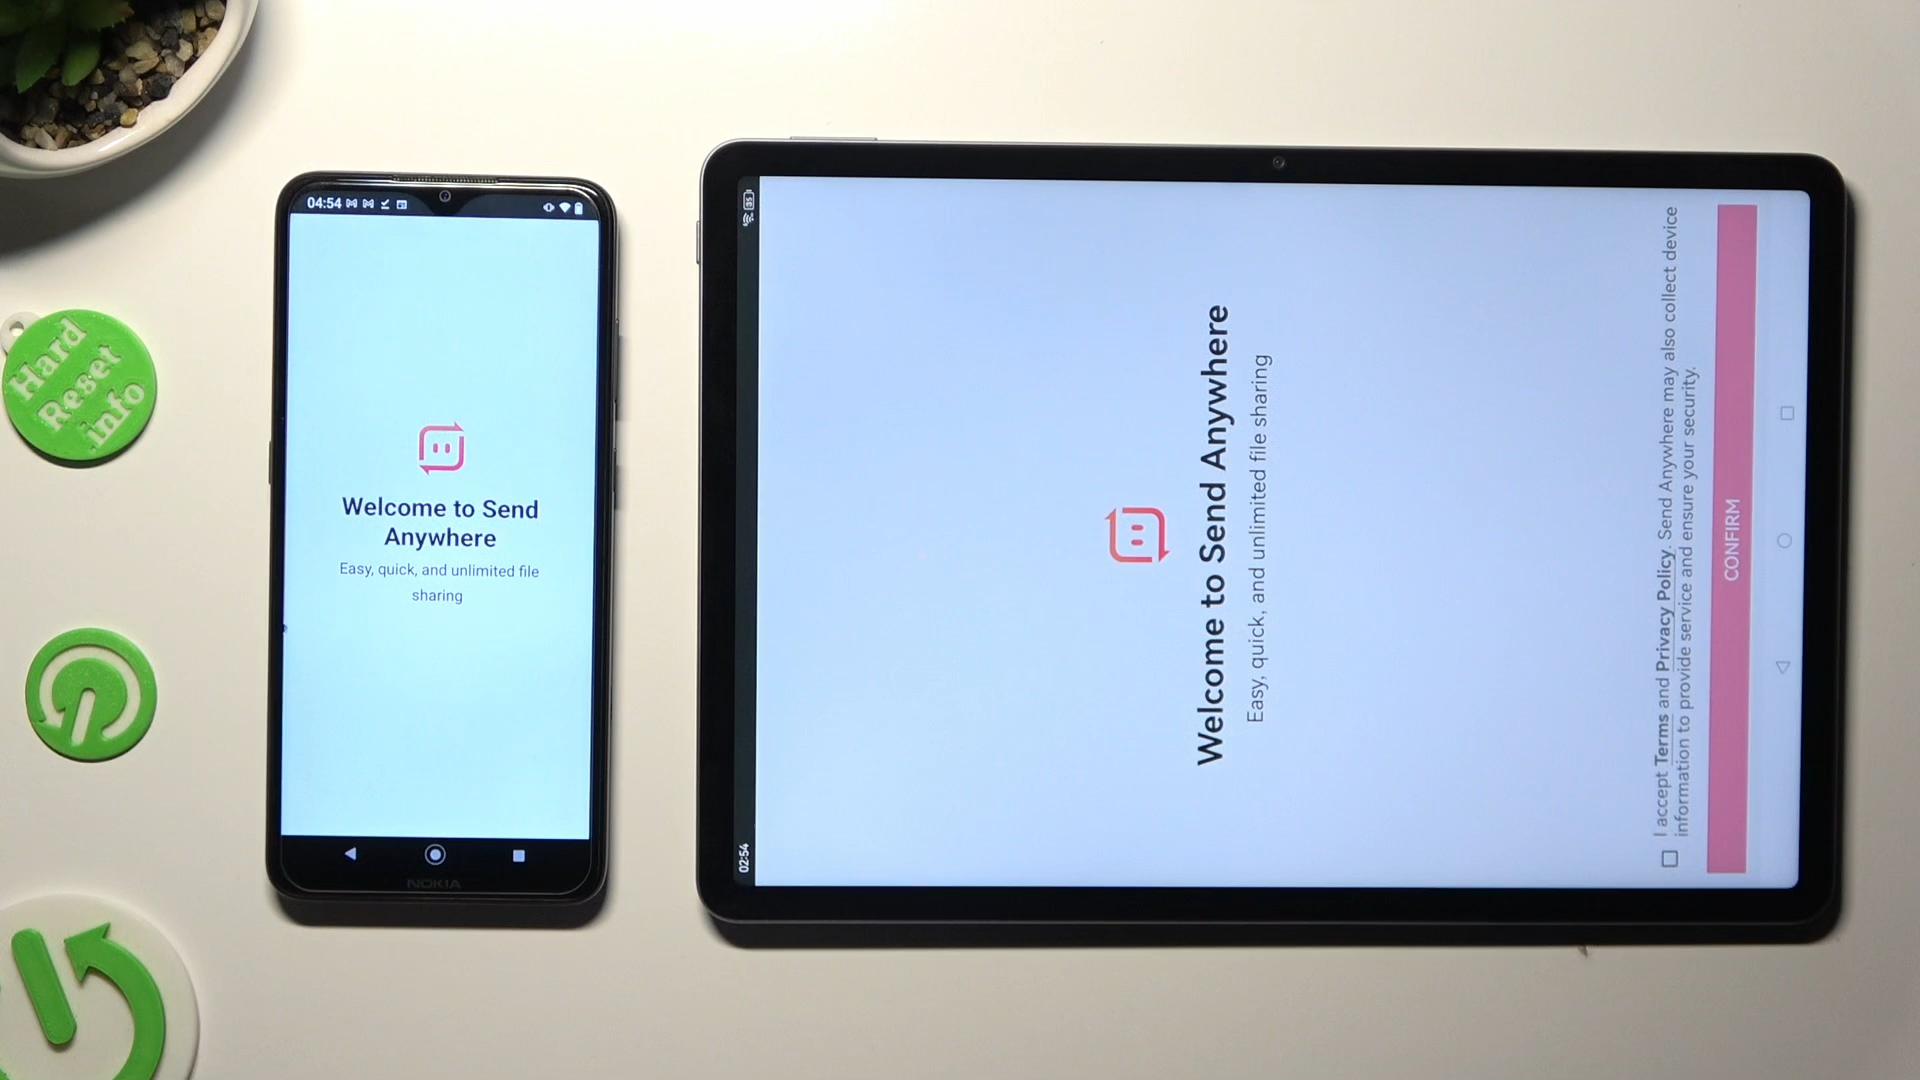 Hard
Reset
.info
04:54
Welcome to Send
Anywhere
Easy, quick, and unlimited file
sharing
NOKIA
02:54
35
Welcome to Send Anywhere
Easy, quick, and unlimited file sharing
I accept Terms and Privacy Policy. Send Anywhere may also collect device
information to provide service and ensure your security.
CONFIRM